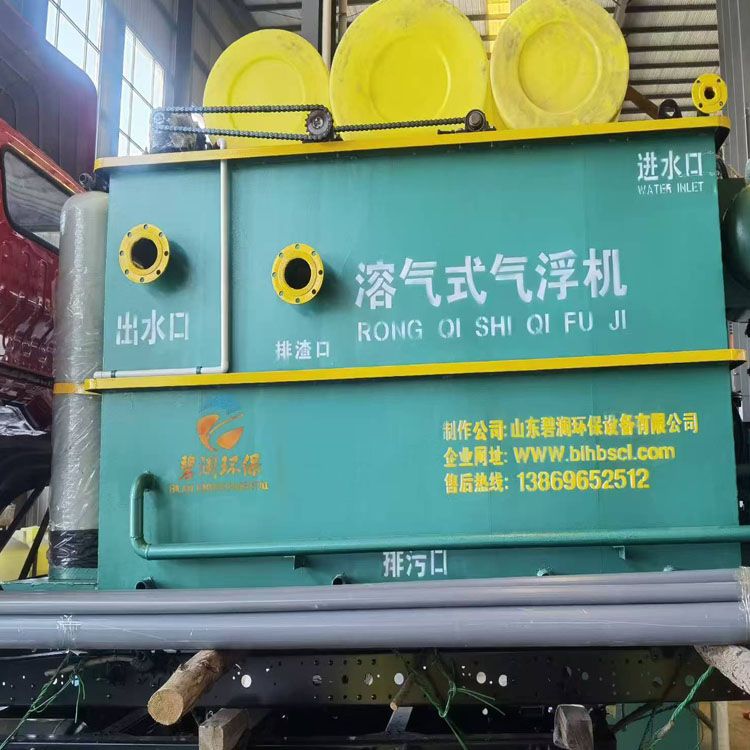 进水口
WATER INLET
溶气式气浮机
RONG QI SHI QI FU JI
出水口
排渣口
碧润环保
制作公司:山东碧润环保设备有限公司
企业网址: WWW.blhbscl.com
售后热线: 13869652512
排污口